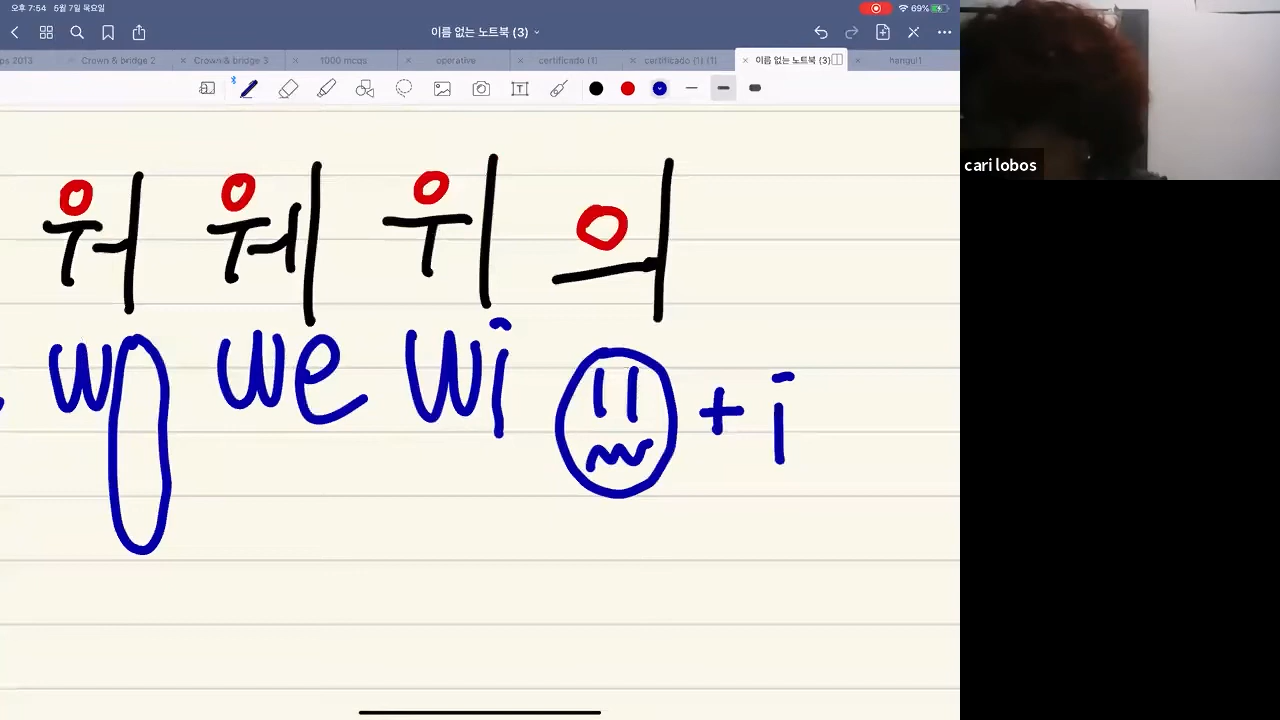 오후 7:54 5월 7일 목요일
69%
이름 없는 노트북 (3)
ps 2013
Crown & bridge 2
Crown & bridge 3
1000 mcqs
operative
certificado (1)
certificado (1) (1)
이름 없는 노트북 (3)
hangul1
cari lobos
워 웨 위 의
w we wi + i